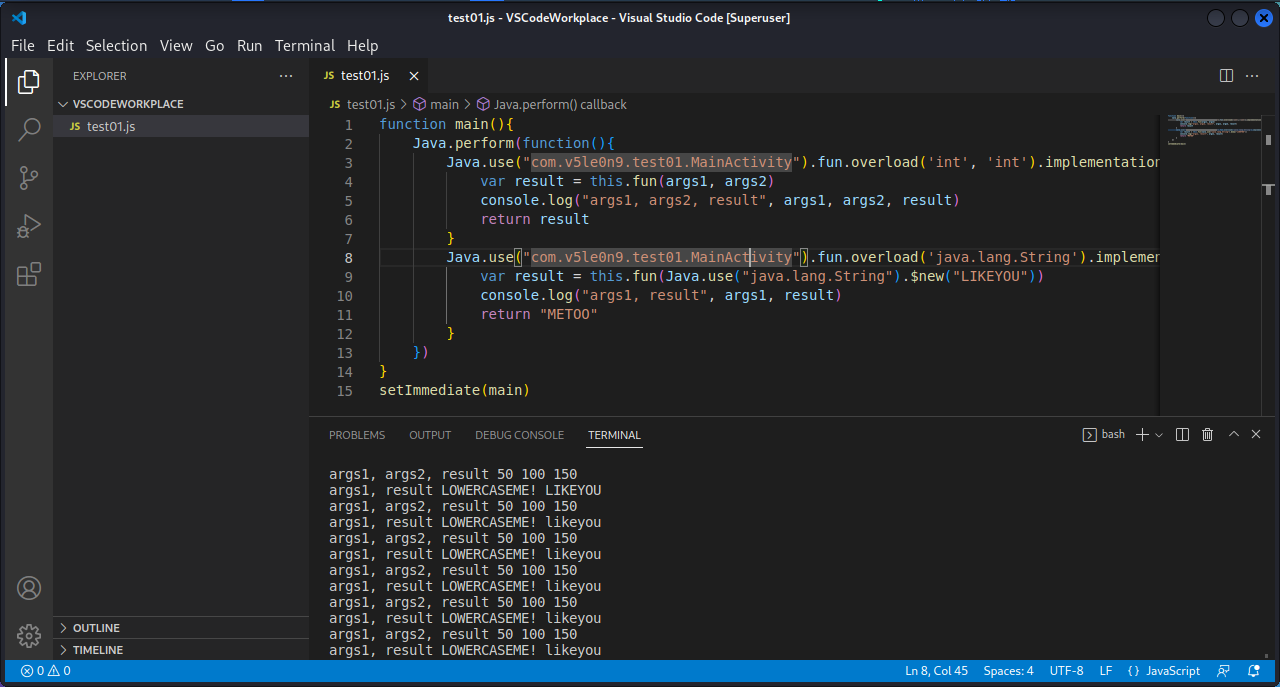 test01.js - VSCodeWorkplace - Visual Studio Code [Superuser]
File Edit Selection View Go Run Terminal Help
EXPLORER
VSCODEWORKPLACE
JS test01.js
JS test01.js
JS test01.js > main > Java.perform() callback
1 function main(){
2 Java.perform(function(){
3 Java.use("com.v5le0n9.test01.MainActivity").fun.overload('int', 'int').implementation
4 var result = this.fun(args1, args2)
5 console.log("args1, args2, result", args1, args2, result)
6 return result
7 }
8 Java.use("com.v5le0n9.test01.MainActivity").fun.overload('java.lang.String').implemen
9 var result = this.fun(Java.use("java.lang.String").$new("LIKEYOU"))
10 console.log("args1, result", args1, result)
11 return "METOO"
12 }
13 })
14 }
15 setImmediate(main)
PROBLEMS OUTPUT DEBUG CONSOLE TERMINAL
bash
args1, args2, result 50 100 150
args1, result LOWERCASEME! LIKEYOU
args1, args2, result 50 100 150
args1, result LOWERCASEME! likeyou
args1, args2, result 50 100 150
args1, result LOWERCASEME! likeyou
args1, args2, result 50 100 150
args1, result LOWERCASEME! likeyou
args1, args2, result 50 100 150
args1, result LOWERCASEME! likeyou
args1, args2, result 50 100 150
args1, result LOWERCASEME! likeyou
OUTLINE
TIMELINE
0 0
Ln 8, Col 45 Spaces: 4 UTF-8 LF {} JavaScript